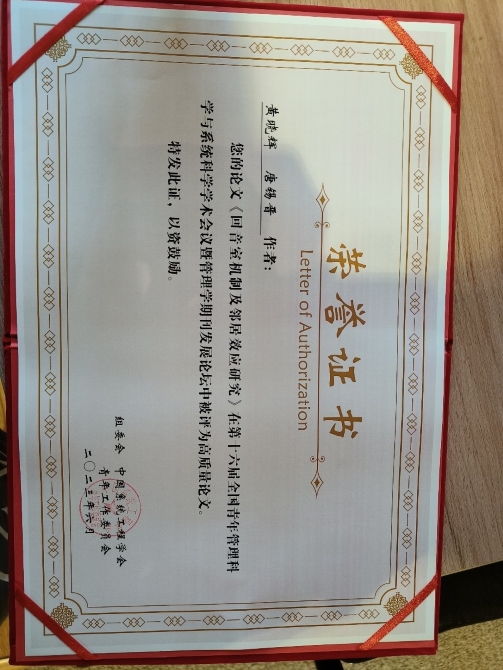 荣誉证书
Letter of Authorization
黄晓辉 唐锡晋 作者：
您的论文《回音室机制及邻居效应研究》在第十六届全国青年管理科
学与系统科学学术会议暨管理学期刊发展论坛中被评为高质量论文。
特发此证，以资鼓励。
组委会 中国系统工程学会
青年工作委员会
二〇二三年六月